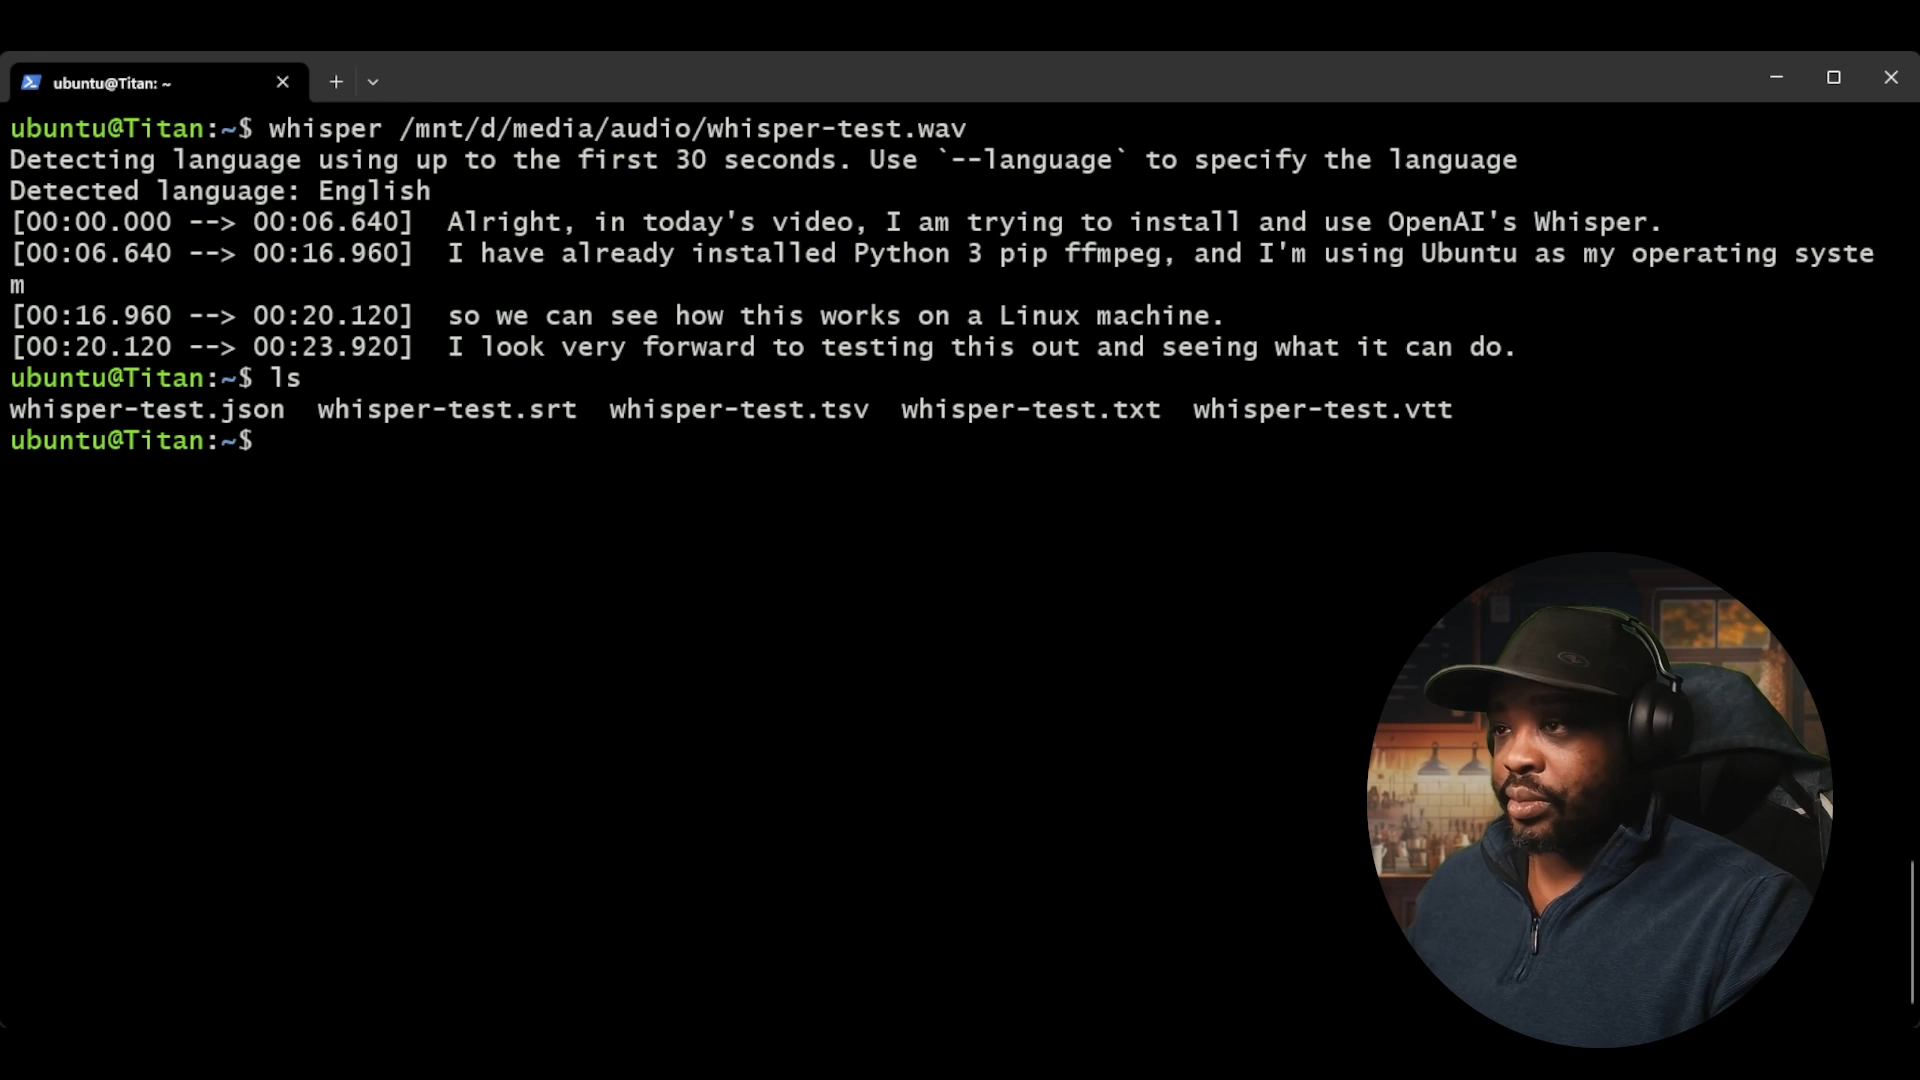 ubuntu@Titan: ~
ubuntu@Titan:~$ whisper /mnt/d/media/audio/whisper-test.wav
Detecting language using up to the first 30 seconds. Use `--language` to specify the language
Detected language: English
[00:00.000 --> 00:06.640]  Alright, in today's video, I am trying to install and use OpenAI's Whisper.
[00:06.640 --> 00:16.960]  I have already installed Python 3 pip ffmpeg, and I'm using Ubuntu as my operating syste
m
[00:16.960 --> 00:20.120]  so we can see how this works on a Linux machine.
[00:20.120 --> 00:23.920]  I look very forward to testing this out and seeing what it can do.
ubuntu@Titan:~$ ls
whisper-test.json  whisper-test.srt  whisper-test.tsv  whisper-test.txt  whisper-test.vtt
ubuntu@Titan:~$